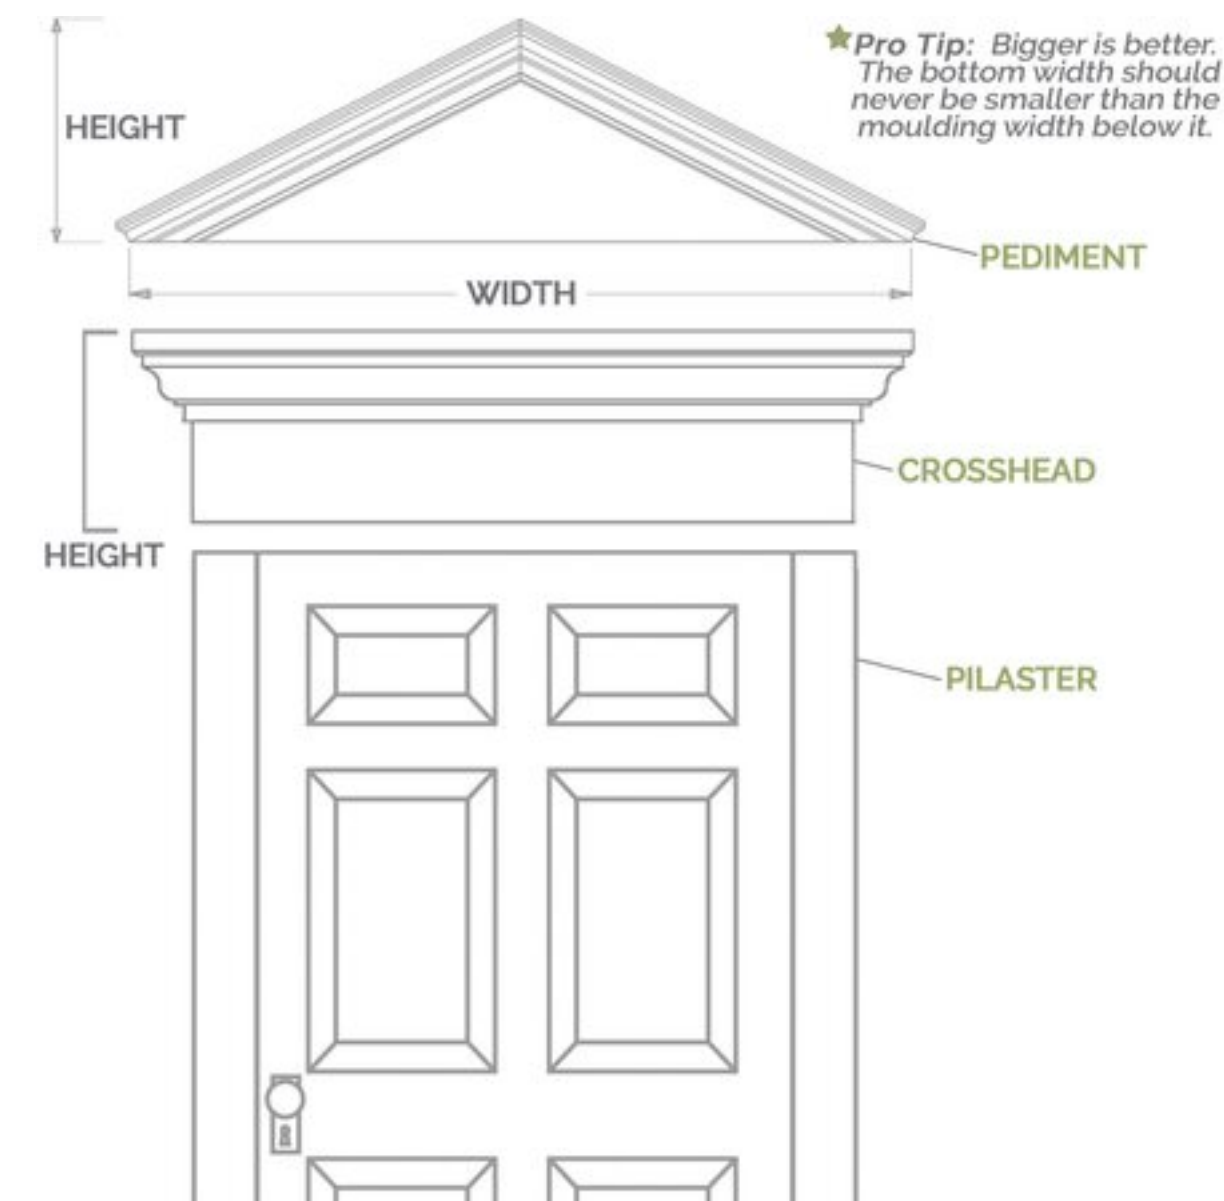 Pro Tip: Bigger is better.
The bottom width should
never be smaller than the
moulding width below it.
HEIGHT
PEDIMENT
WIDTH
CROSSHEAD
HEIGHT
PILASTER